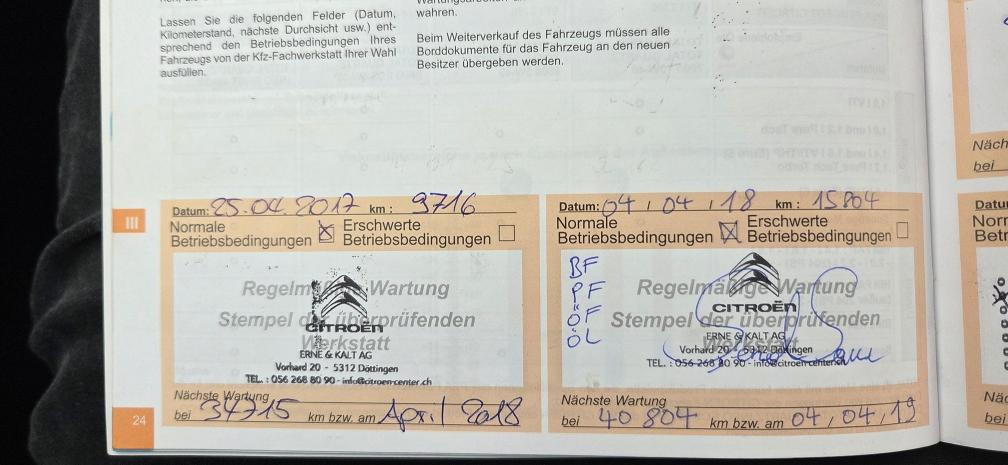 Lassen Sie die folgenden Felder (Datum,
Kilometerstand, nächste Durchsicht usw.) ent-
sprechend den Betriebsbedingungen Ihres
Fahrzeugs von der Kfz-Fachwerkstatt Ihrer Wahl
ausfüllen.
wahren.
Beim Weiterverkauf des Fahrzeugs müssen alle
Borddokumente für das Fahrzeug an den neuen
Besitzer übergeben werden.
III
Datum: 25.04.2017 km : 9716
Normale
Betriebsbedingungen
Erschwerte
Betriebsbedingungen
Regelmäßige Wartung
Stempel der überprüfenden
Werkstatt
CITROËN
ERNE & KALT AG
Vorhard 20 - 5312 Döttingen
TEL. : 056 268 80 90 - info@citroen-center.ch
Nächste Wartung
bei 34715 km bzw. am April 2018
Datum: 04 / 04 / 18 km : 15804
Normale
Betriebsbedingungen
Erschwerte
Betriebsbedingungen
BF
PF
ÖF
ÖL
Regelmäßige Wartung
Stempel der überprüfenden
Werkstatt
CITROËN
ERNE & KALT AG
Vorhard 20 - 5312 Döttingen
TEL. : 056 268 80 90 - info@citroen-center.ch
Nächste Wartung
bei 40 804 km bzw. am 04 / 04 / 19
24
Näch
bei
Datu
Norm
Betr
Näc
bei